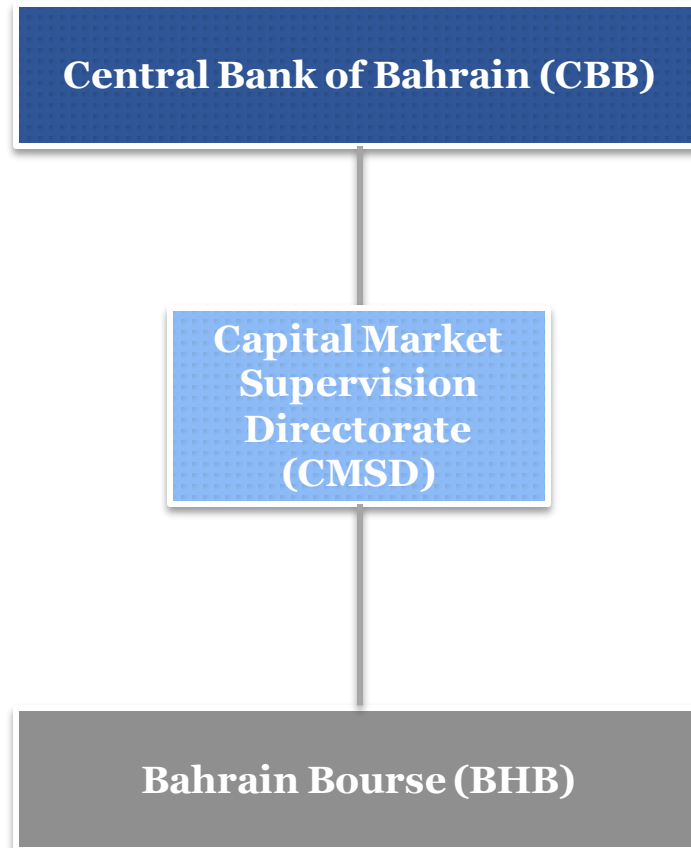 Central Bank of Bahrain (CBB)
Capital Market
Supervision
Directorate
(CMSD)
Bahrain Bourse (BHB)